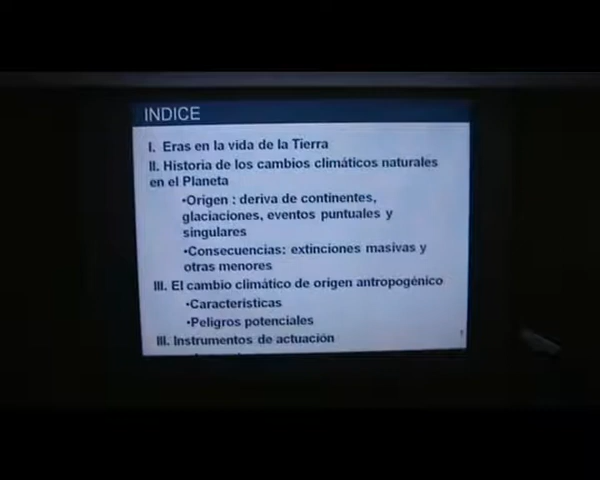 INDICE
I. Eras en la vida de la Tierra
II. Historia de los cambios climáticos naturales
en el Planeta
•Origen : deriva de continentes,
glaciaciones, eventos puntuales y
singulares
•Consecuencias: extinciones masivas y
otras menores
III. El cambio climático de origen antropogénico
•Características
•Peligros potenciales
III. Instrumentos de actuación